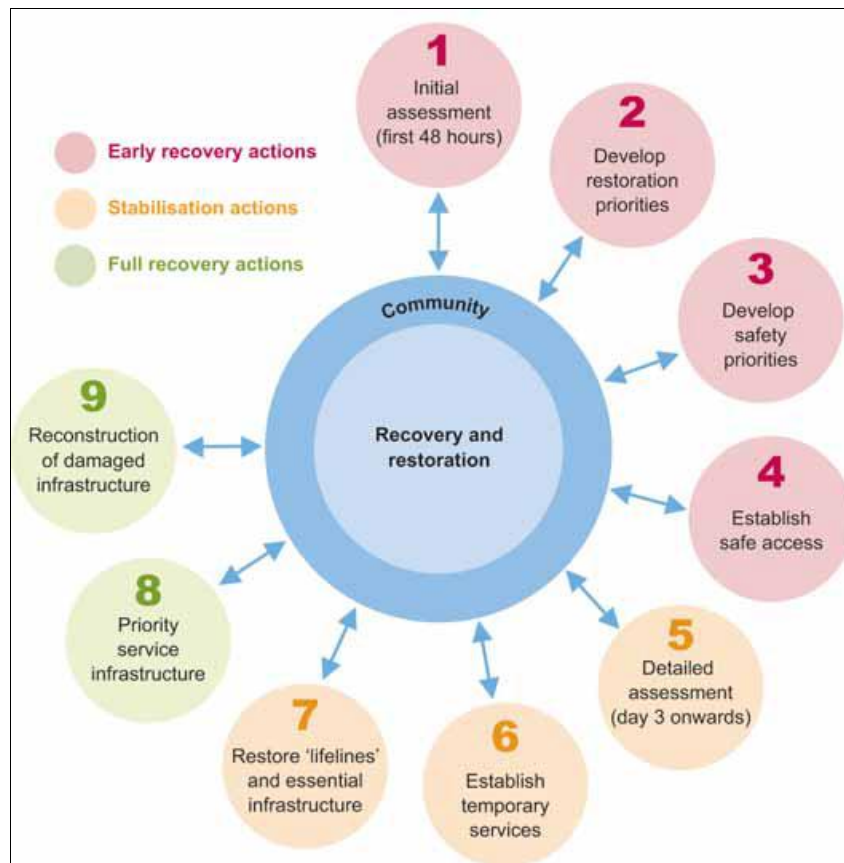 1
Initial
assessment
(first 48 hours)
2
Develop
restoration
priorities
Early recovery actions
Stabilisation actions
Full recovery actions
3
Develop
safety
priorities
Community
Recovery and
restoration
9
Reconstruction
of damaged
infrastructure
4
Establish
safe access
8
Priority
service
infrastructure
5
Detailed
assessment
(day 3 onwards)
7
Restore ‘lifelines’
and essential
infrastructure
6
Establish
temporary
services